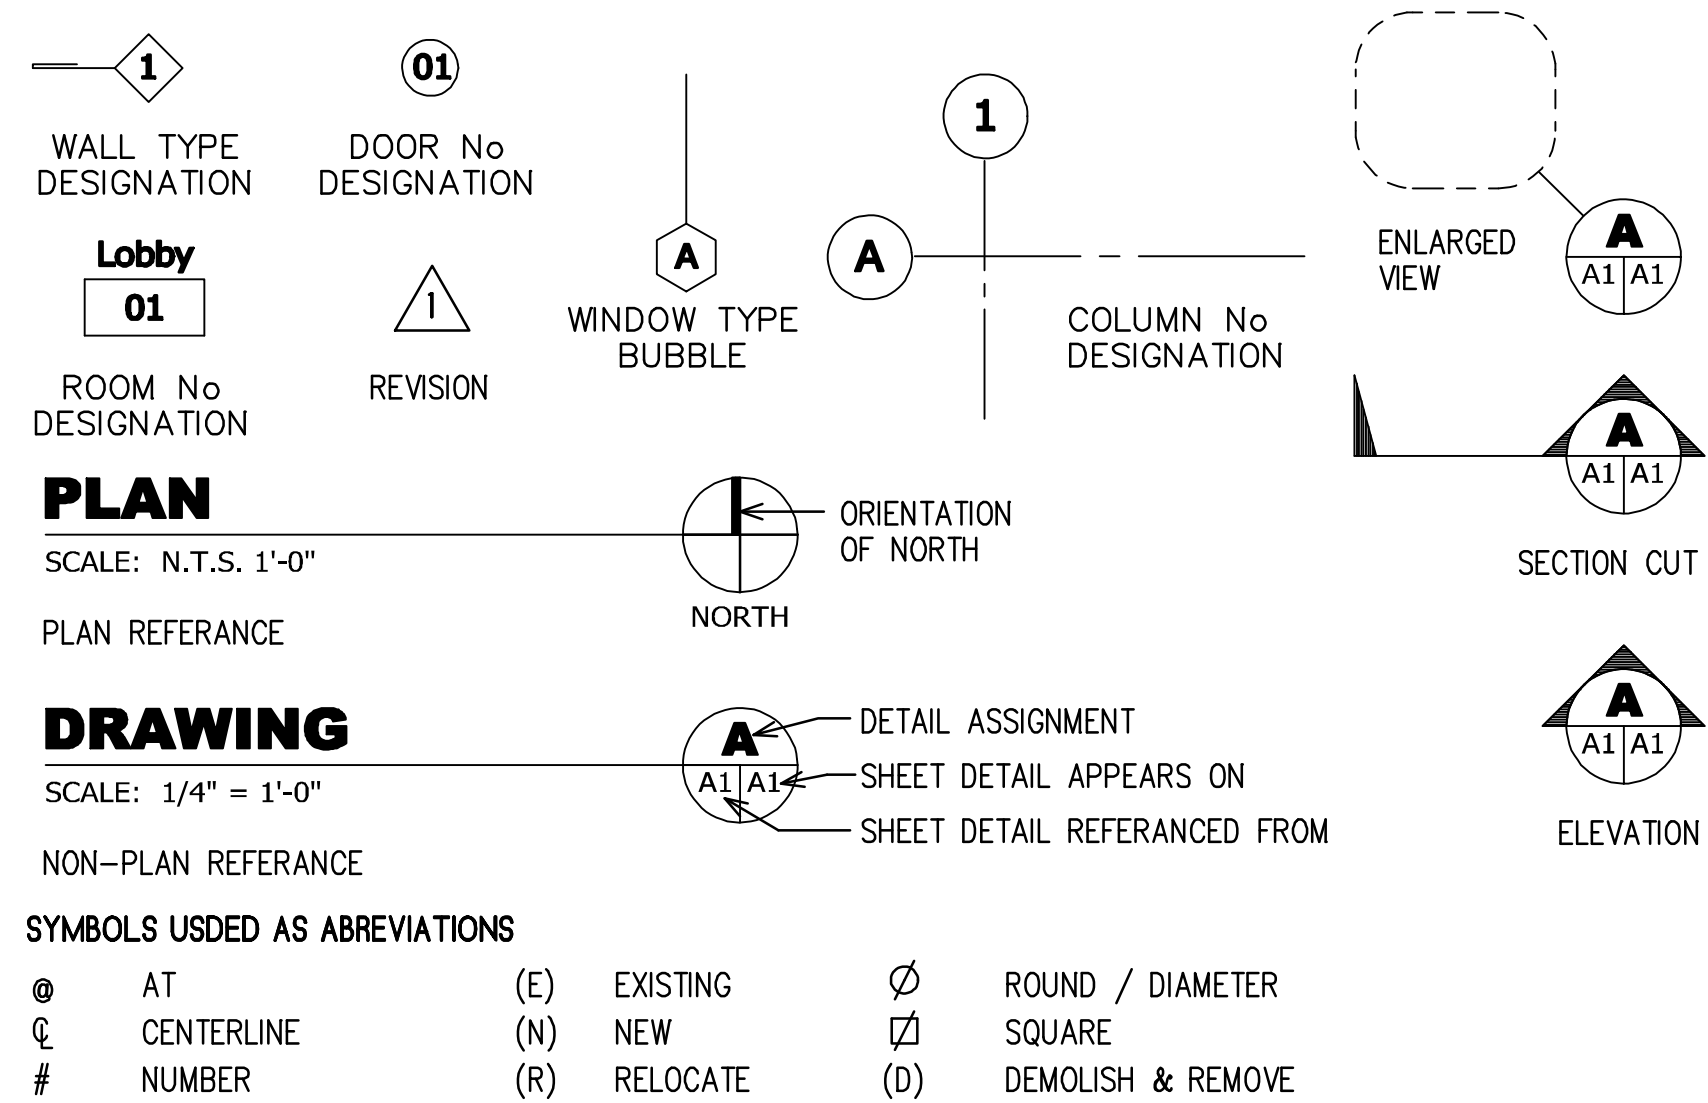 1
WALL TYPE
DESIGNATION
01
DOOR No
DESIGNATION
Lobby
01
ROOM No
DESIGNATION
1
REVISION
A
WINDOW TYPE
BUBBLE
1
A
COLUMN No
DESIGNATION
ENLARGED
VIEW
A
A1 A1
A
A1 A1
SECTION CUT
PLAN
SCALE: N.T.S. 1'-0"
PLAN REFERANCE
NORTH
ORIENTATION
OF NORTH
DRAWING
SCALE: 1/4" = 1'-0"
NON-PLAN REFERANCE
A
A1 A1
DETAIL ASSIGNMENT
SHEET DETAIL APPEARS ON
SHEET DETAIL REFERANCED FROM
A
A1 A1
ELEVATION
SYMBOLS USDED AS ABREVIATIONS
@ AT (E) EXISTING ⌀ ROUND / DIAMETER
℄ CENTERLINE (N) NEW SQUARE
# NUMBER (R) RELOCATE (D) DEMOLISH & REMOVE